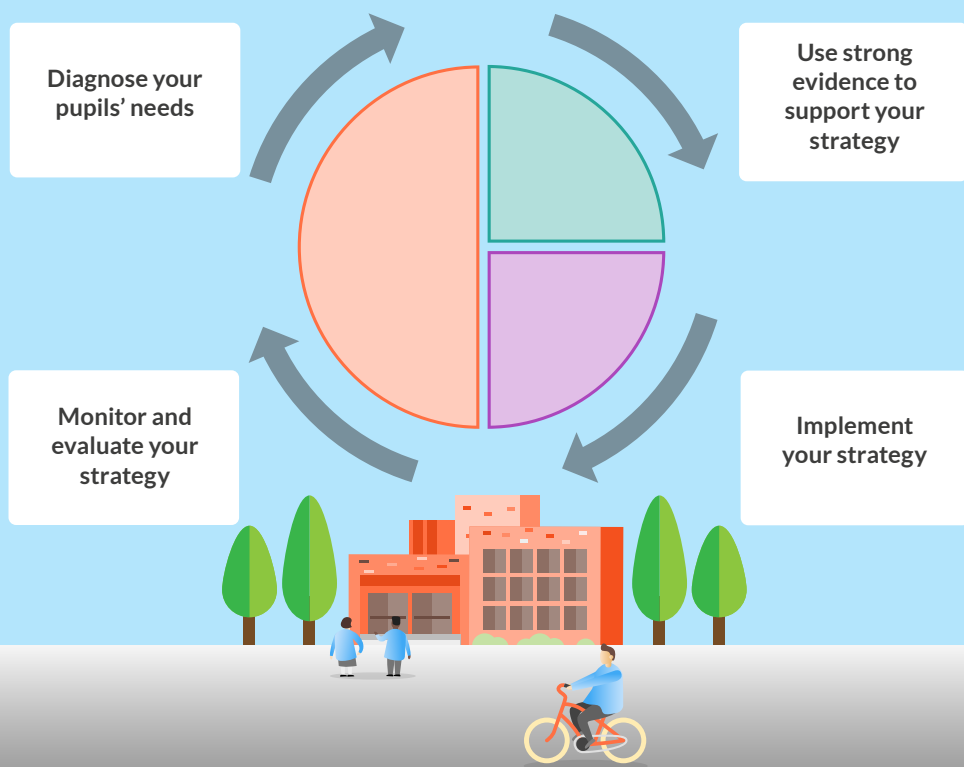 Diagnose your
pupils’ needs
Use strong
evidence to
support your
strategy
Implement
your strategy
Monitor and
evaluate your
strategy